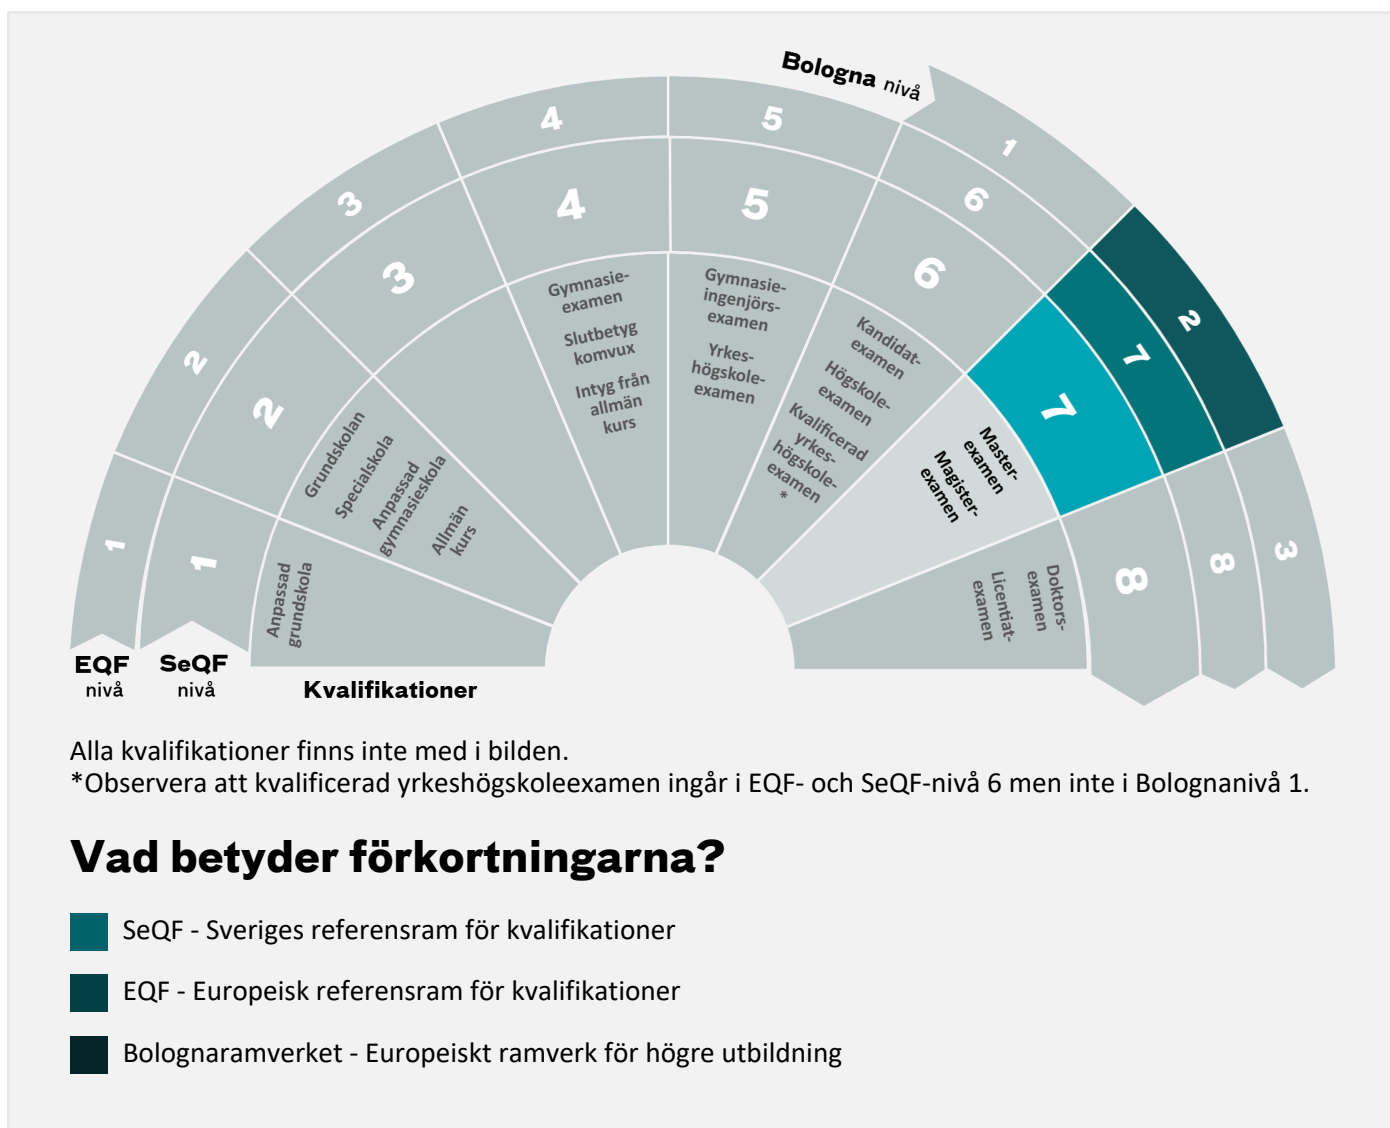 Bologna nivå
1
2
3
4
5
6
7
8
1
2
3
1
2
3
4
5
6
7
8
Anpassad
grundskola
Grundskolan
Specialskola
Anpassad
gymnasieskola
Allmän
kurs
Gymnasie-
examen
Slutbetyg
komvux
Intyg från
allmän
kurs
Gymnasie-
ingenjörs-
examen
Yrkes-
högskole-
examen
Kandidat-
examen
Högskole-
examen
Kvalificerad
yrkes-
högskole-
examen
*
Master-
examen
Magister-
examen
Doktors-
examen
Licentiat-
examen
EQF
nivå
SeQF
nivå
Kvalifikationer
Alla kvalifikationer finns inte med i bilden.
*Observera att kvalificerad yrkeshögskoleexamen ingår i EQF- och SeQF-nivå 6 men inte i Bolognanivå 1.
Vad betyder förkortningarna?
SeQF - Sveriges referensram för kvalifikationer
EQF - Europeisk referensram för kvalifikationer
Bolognaramverket - Europeiskt ramverk för högre utbildning